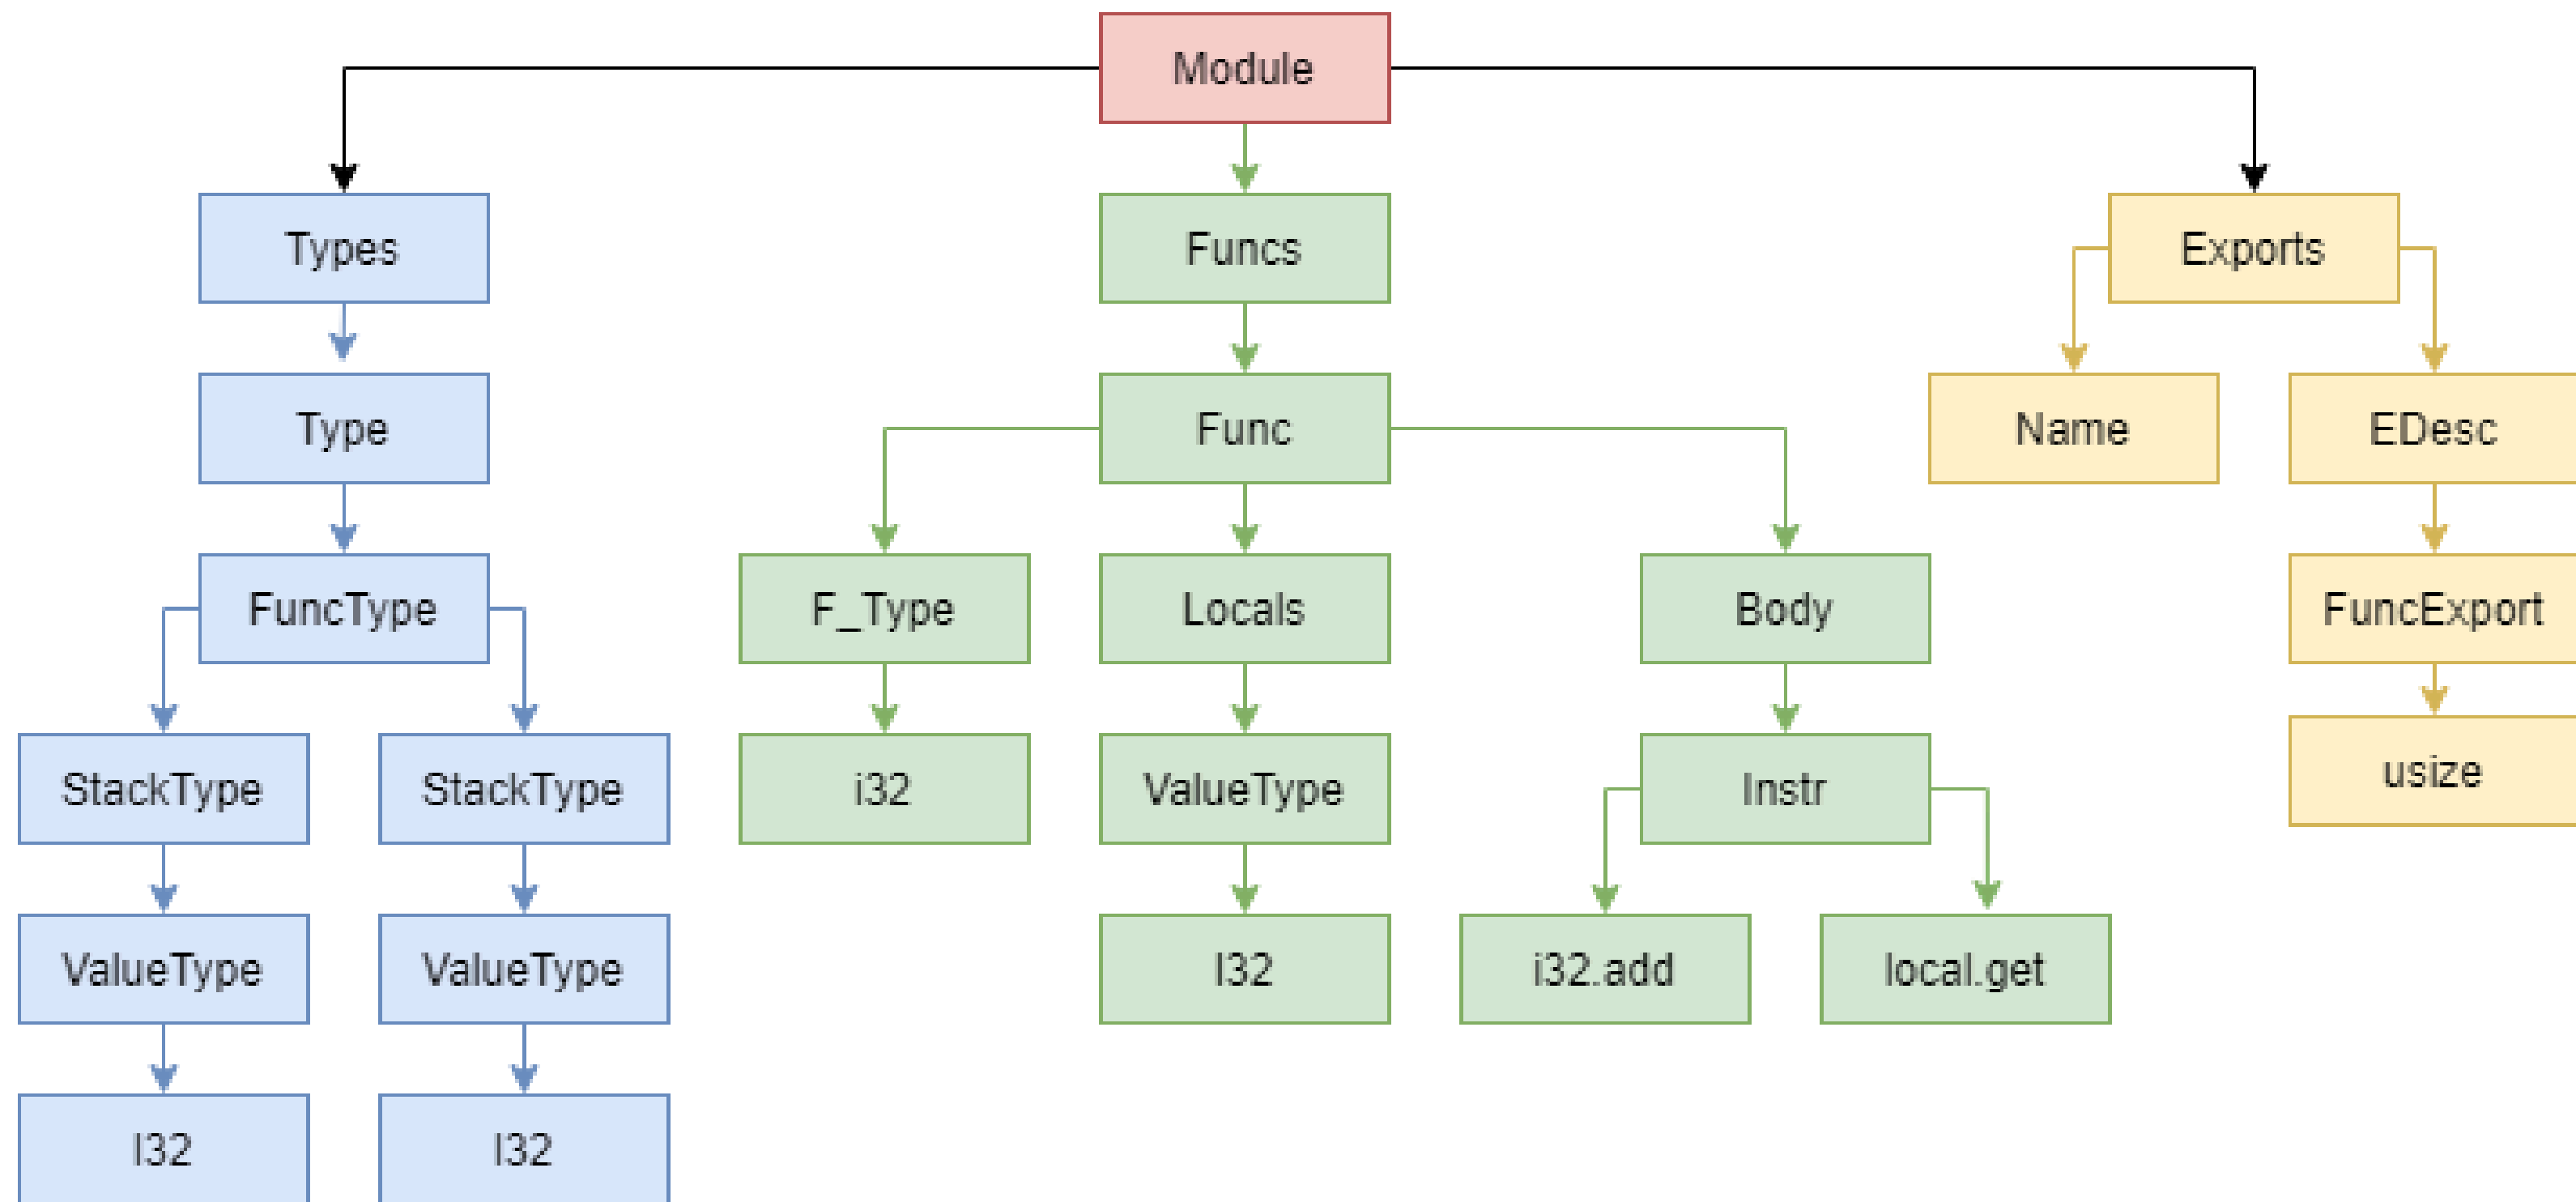 Module
Types
Funcs
Exports
Type
Func
Name
EDesc
FuncType
F_Type
Locals
Body
FuncExport
StackType
StackType
i32
ValueType
Instr
usize
ValueType
ValueType
I32
i32.add
local.get
I32
I32